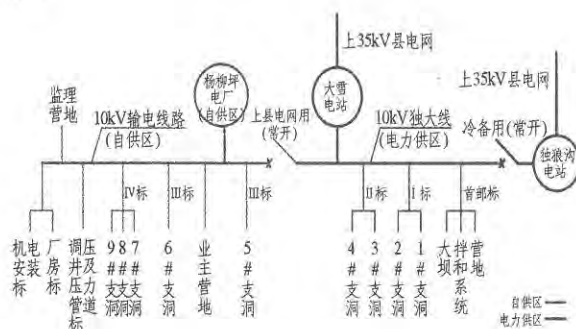 上35kV县电网
上35kV县电网
杨柳坪
电厂
(自供区)
大雪
电站
监理
营地
10kV输电线路
(自供区)
上县电网用
(常开)
10kV独大线
(电力供区)
冷备用(常开)
独狼沟
电站
IV标
III标
III标
II标
I标
首部标
机电
安装
标
厂
房
标
调压及
井压力
管道
标
9#支洞
8#支洞
7#支洞
6#支洞
业主营地
5#支洞
4#支洞
3#支洞
2#支洞
1#支洞
大坝
拌和系统
营地
自供区
电力供区